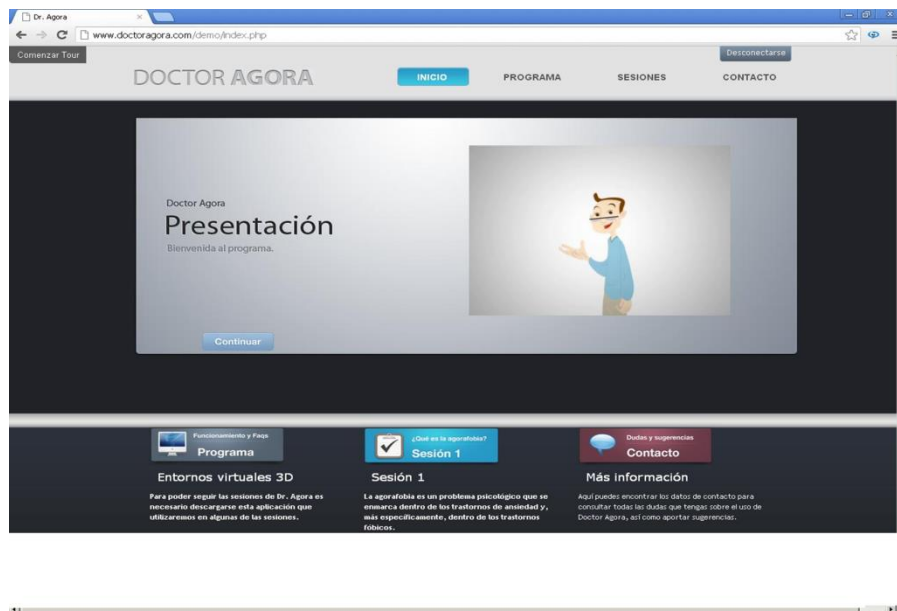 Dr. Agora
www.doctoragora.com/demo/index.php
Comenzar Tour
Desconectarse
DOCTOR AGORA
INICIO
PROGRAMA
SESIONES
CONTACTO
Doctor Agora
Presentación
Bienvenida al programa.
Continuar
Funcionamiento y Faqs
Programa
Entornos virtuales 3D
Para poder seguir las sesiones de Dr. Agora es
necesario descargarse esta aplicación que
utilizaremos en algunas de las sesiones.
¿Qué es la agorafobia?
Sesión 1
Sesión 1
La agorafobia es un problema psicológico que se
enmarca dentro de los trastornos de ansiedad y,
más específicamente, dentro de los trastornos
fóbicos.
Dudas y sugerencias
Contacto
Más información
Aquí puedes encontrar los datos de contacto para
consultar todas las dudas que tengas sobre el uso de
Doctor Agora, así como aportar sugerencias.